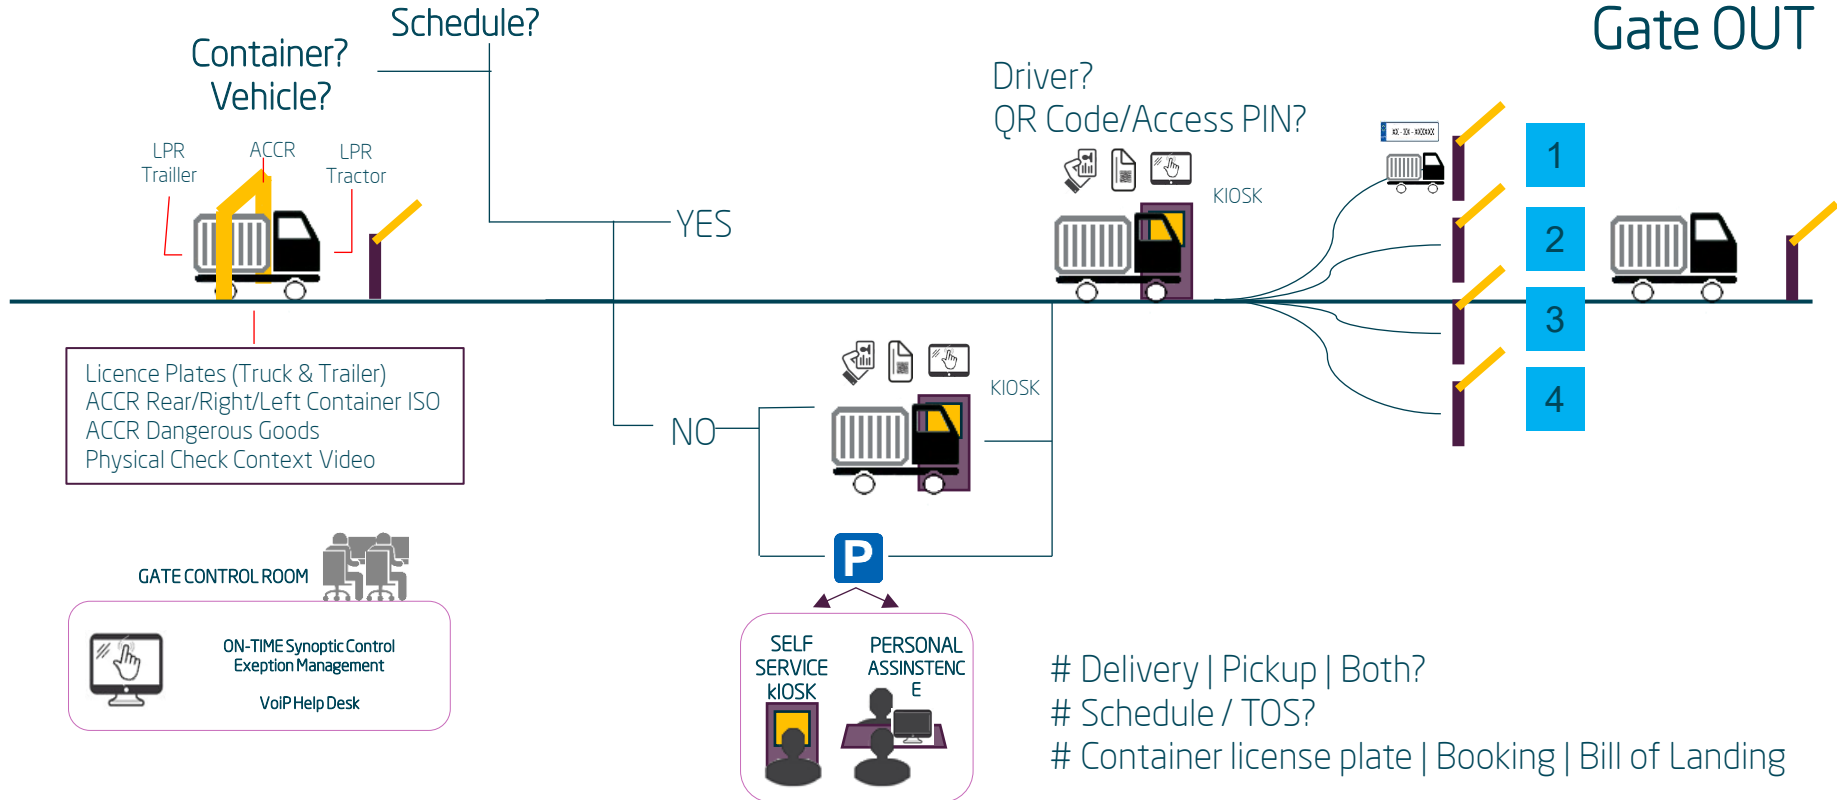 Schedule?
Gate OUT
Container?
Vehicle?
Driver?
QR Code/Access PIN?
LPR
Trailler
ACCR
LPR
Tractor
XX - XX - XXXXXX
1
KIOSK
YES
2
3
Licence Plates (Truck & Trailer)
ACCR Rear/Right/Left Container ISO
ACCR Dangerous Goods
Physical Check Context Video
KIOSK
4
NO
P
GATE CONTROL ROOM
ON-TIME Synoptic Control
Exeption Management
VoiP Help Desk
SELF
SERVICE
kIOSK
PERSONAL
ASSINSTENC
E
# Delivery | Pickup | Both?
# Schedule / TOS?
# Container license plate | Booking | Bill of Landing